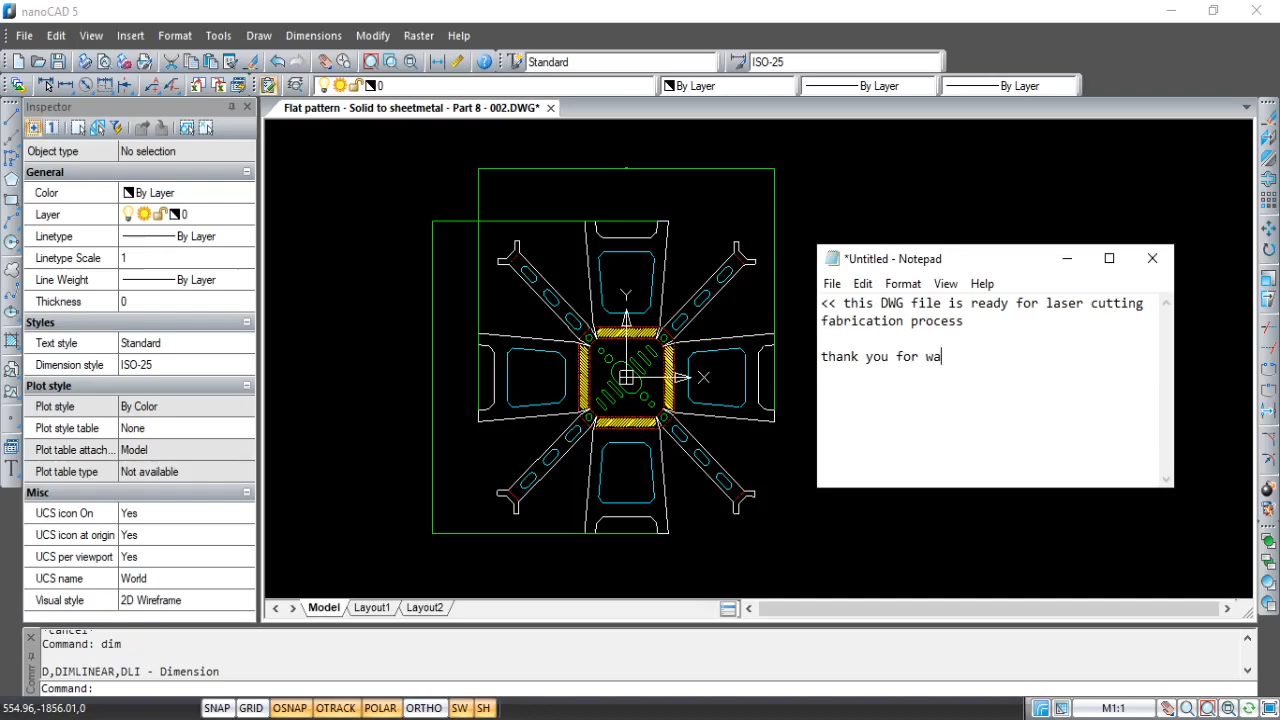 nanoCAD 5
File Edit View Insert Format Tools Draw Dimensions Modify Raster Help
Standard ISO-25
0 By Layer By Layer By Layer
Inspector
Flat pattern - Solid to sheetmetal - Part 8 - 002.DWG*
Object type No selection
General
Color By Layer
Layer 0
Linetype By Layer
Linetype Scale 1
Line Weight By Layer
Thickness 0
Styles
Text style Standard
Dimension style ISO-25
Plot style
Plot style By Color
Plot style table None
Plot table attach... Model
Plot table type Not available
Misc
UCS icon On Yes
UCS icon at origin Yes
UCS per viewport Yes
UCS name World
Visual style 2D Wireframe
Y
X
*Untitled - Notepad
File Edit Format View Help
<< this DWG file is ready for laser cutting
fabrication process
thank you for wa
Model Layout1 Layout2
*cancel*
Command: dim
D,DIMLINEAR,DLI - Dimension
Command:
554.96,-1856.01,0 SNAP GRID OSNAP OTRACK POLAR ORTHO SW SH M1:1